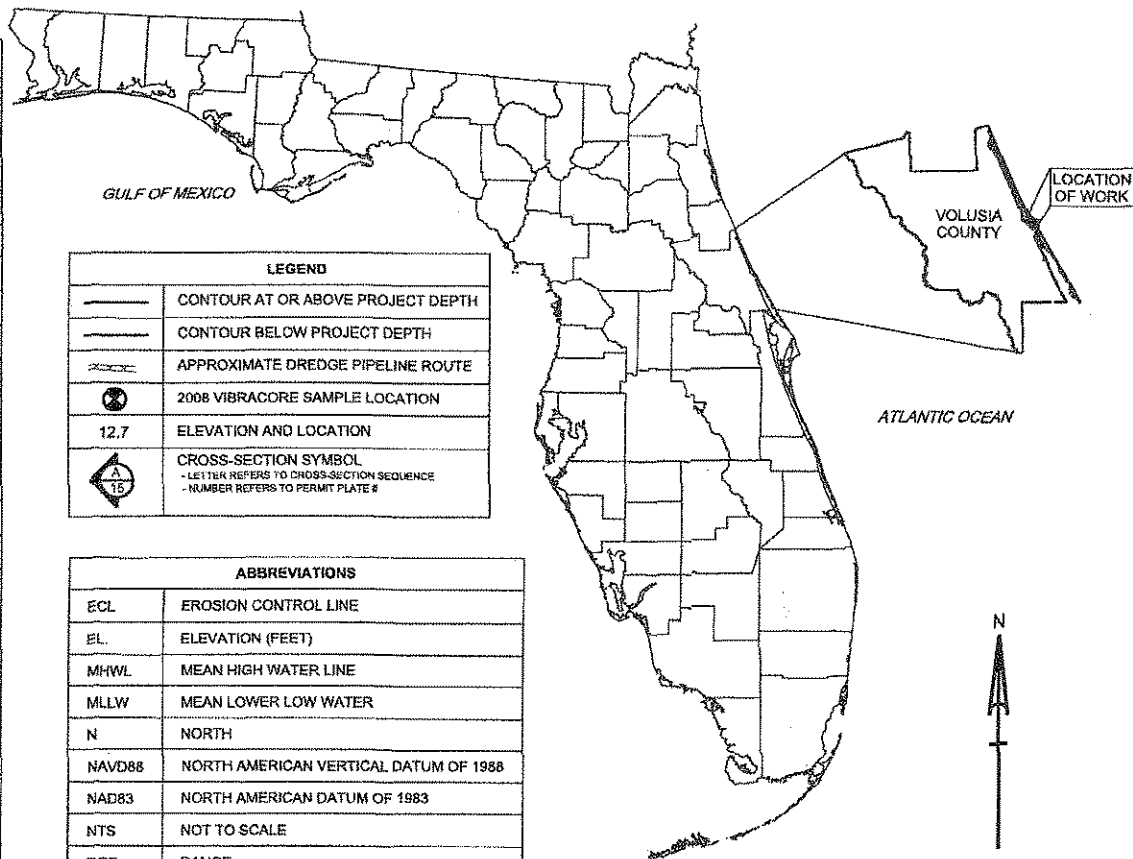 GULF OF MEXICO
VOLUSIA
COUNTY
LOCATION
OF WORK
ATLANTIC OCEAN
LEGEND
CONTOUR AT OR ABOVE PROJECT DEPTH
CONTOUR BELOW PROJECT DEPTH
APPROXIMATE DREDGE PIPELINE ROUTE
2008 VIBRACORE SAMPLE LOCATION
12.7 ELEVATION AND LOCATION
A
15
CROSS-SECTION SYMBOL
- LETTER REFERS TO CROSS-SECTION SEQUENCE
- NUMBER REFERS TO PERMIT PLATE #
ABBREVIATIONS
ECL EROSION CONTROL LINE
EL. ELEVATION (FEET)
MHWL MEAN HIGH WATER LINE
MLLW MEAN LOWER LOW WATER
N NORTH
NAVD88 NORTH AMERICAN VERTICAL DATUM OF 1988
NAD83 NORTH AMERICAN DATUM OF 1983
NTS NOT TO SCALE
N